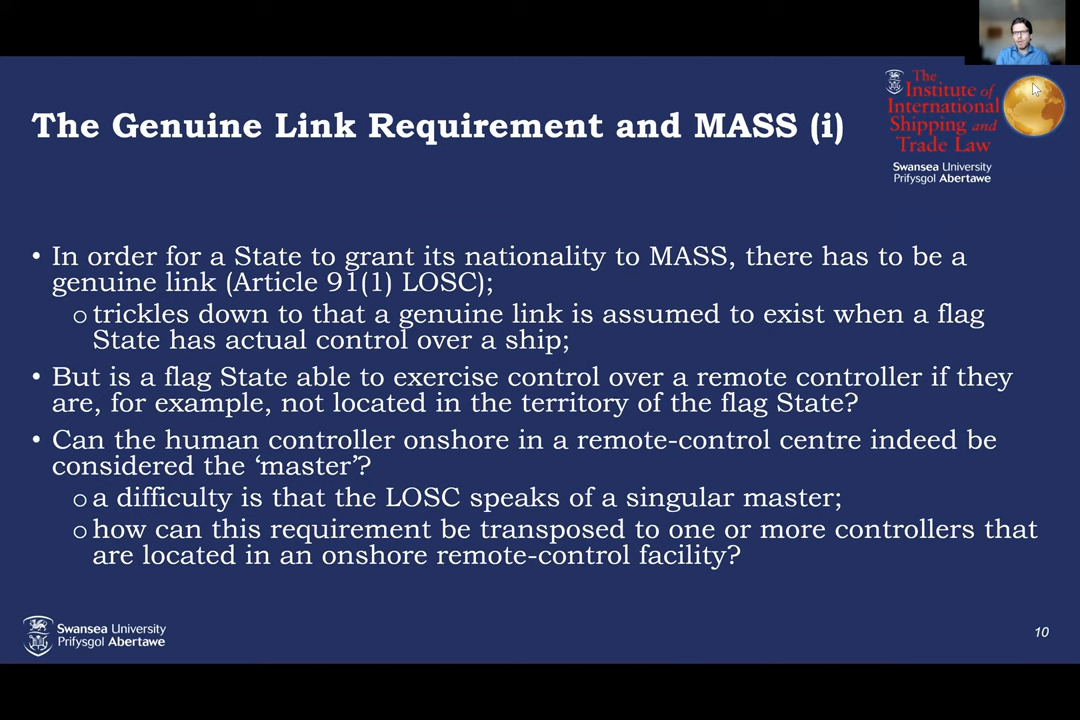 The Genuine Link Requirement and MASS (i)
The
Institute of
International
Shipping and
Trade Law
Swansea University
Prifysgol Abertawe
• In order for a State to grant its nationality to MASS, there has to be a
genuine link (Article 91(1) LOSC);
o trickles down to that a genuine link is assumed to exist when a flag
State has actual control over a ship;
• But is a flag State able to exercise control over a remote controller if they
are, for example, not located in the territory of the flag State?
• Can the human controller onshore in a remote-control centre indeed be
considered the ‘master’?
o a difficulty is that the LOSC speaks of a singular master;
o how can this requirement be transposed to one or more controllers that
are located in an onshore remote-control facility?
Swansea University
Prifysgol Abertawe
10